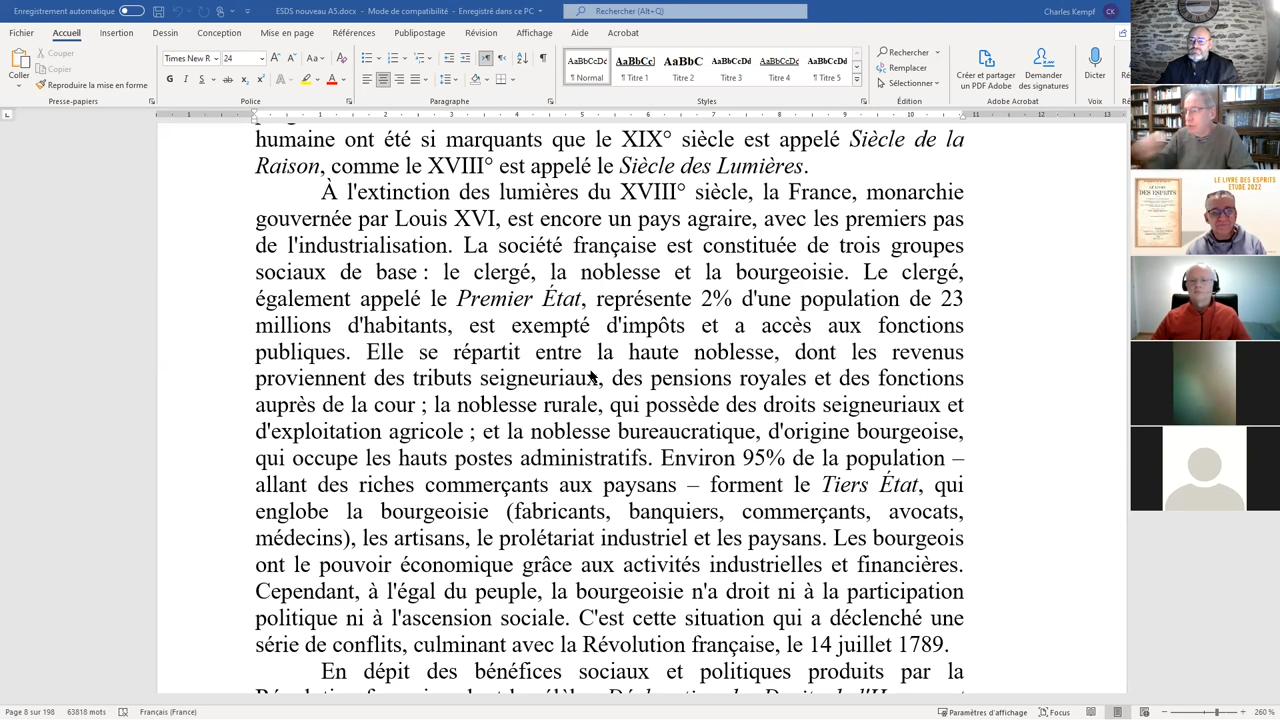 Enregistrement automatique
ESDS nouveau A5.docx - Mode de compatibilité - Enregistré dans ce PC
Rechercher (Alt+Q)
Charles Kempf CK
Fichier Accueil Insertion Dessin Conception Mise en page Références Publipostage Révision Affichage Aide Acrobat
Coller
Couper
Copier
Reproduire la mise en forme
Presse-papiers
Times New R 24
G I S ab x₂ x²
Police
Paragraphe
AaBbCcDc AaBbCcI AaBbC AaBbCcDd AaBbCcDd AaBbCcDd
¶ Normal ¶ Titre 1 Titre 2 ¶ Titre 3 ¶ Titre 4 ¶ Titre 5
Styles
Rechercher
Remplacer
Sélectionner
Édition
Créer et partager un PDF Adobe
Demander des signatures
Adobe Acrobat
Dicter
Voix
humaine ont été si marquants que le XIX° siècle est appelé Siècle de la
Raison, comme le XVIII° est appelé le Siècle des Lumières.
À l'extinction des lumières du XVIII° siècle, la France, monarchie
gouvernée par Louis XVI, est encore un pays agraire, avec les premiers pas
de l'industrialisation. La société française est constituée de trois groupes
sociaux de base : le clergé, la noblesse et la bourgeoisie. Le clergé,
également appelé le Premier État, représente 2% d'une population de 23
millions d'habitants, est exempté d'impôts et a accès aux fonctions
publiques. Elle se répartit entre la haute noblesse, dont les revenus
proviennent des tributs seigneuriaux, des pensions royales et des fonctions
auprès de la cour ; la noblesse rurale, qui possède des droits seigneuriaux et
d'exploitation agricole ; et la noblesse bureaucratique, d'origine bourgeoise,
qui occupe les hauts postes administratifs. Environ 95% de la population –
allant des riches commerçants aux paysans – forment le Tiers État, qui
englobe la bourgeoisie (fabricants, banquiers, commerçants, avocats,
médecins), les artisans, le prolétariat industriel et les paysans. Les bourgeois
ont le pouvoir économique grâce aux activités industrielles et financières.
Cependant, à l'égal du peuple, la bourgeoisie n'a droit ni à la participation
politique ni à l'ascension sociale. C'est cette situation qui a déclenché une
série de conflits, culminant avec la Révolution française, le 14 juillet 1789.
En dépit des bénéfices sociaux et politiques produits par la
LE LIVRE DES ESPRITS
ETUDE 2022
LE LIVRE
DES ESPRITS
Page 8 sur 198 63818 mots Français (France) Paramètres d'affichage Focus 260 %